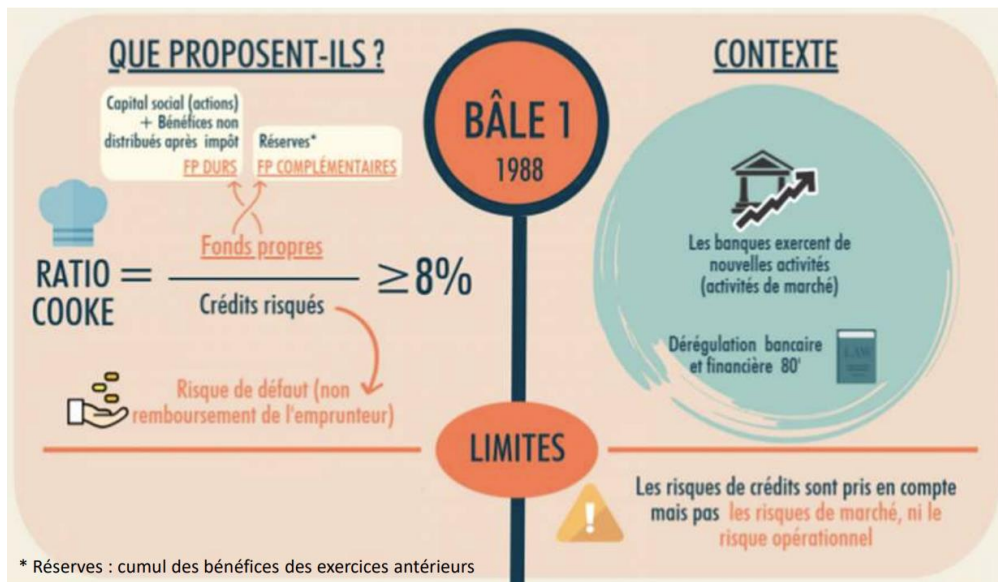 QUE PROPOSENT-ILS ?
Capital social (actions)
+ Bénéfices non
distribués après impôt
FP DURS
Réserves*
FP COMPLÉMENTAIRES
RATIO
COOKE
=
Fonds propres
Crédits risqués
≥8%
Risque de défaut (non
remboursement de l'emprunteur)
BÂLE 1
1988
CONTEXTE
Les banques exercent de
nouvelles activités
(activités de marché)
Dérégulation bancaire
et financière 80'
LAW
LIMITES
!
Les risques de crédits sont pris en compte
mais pas les risques de marché, ni le
risque opérationnel
* Réserves : cumul des bénéfices des exercices antérieurs